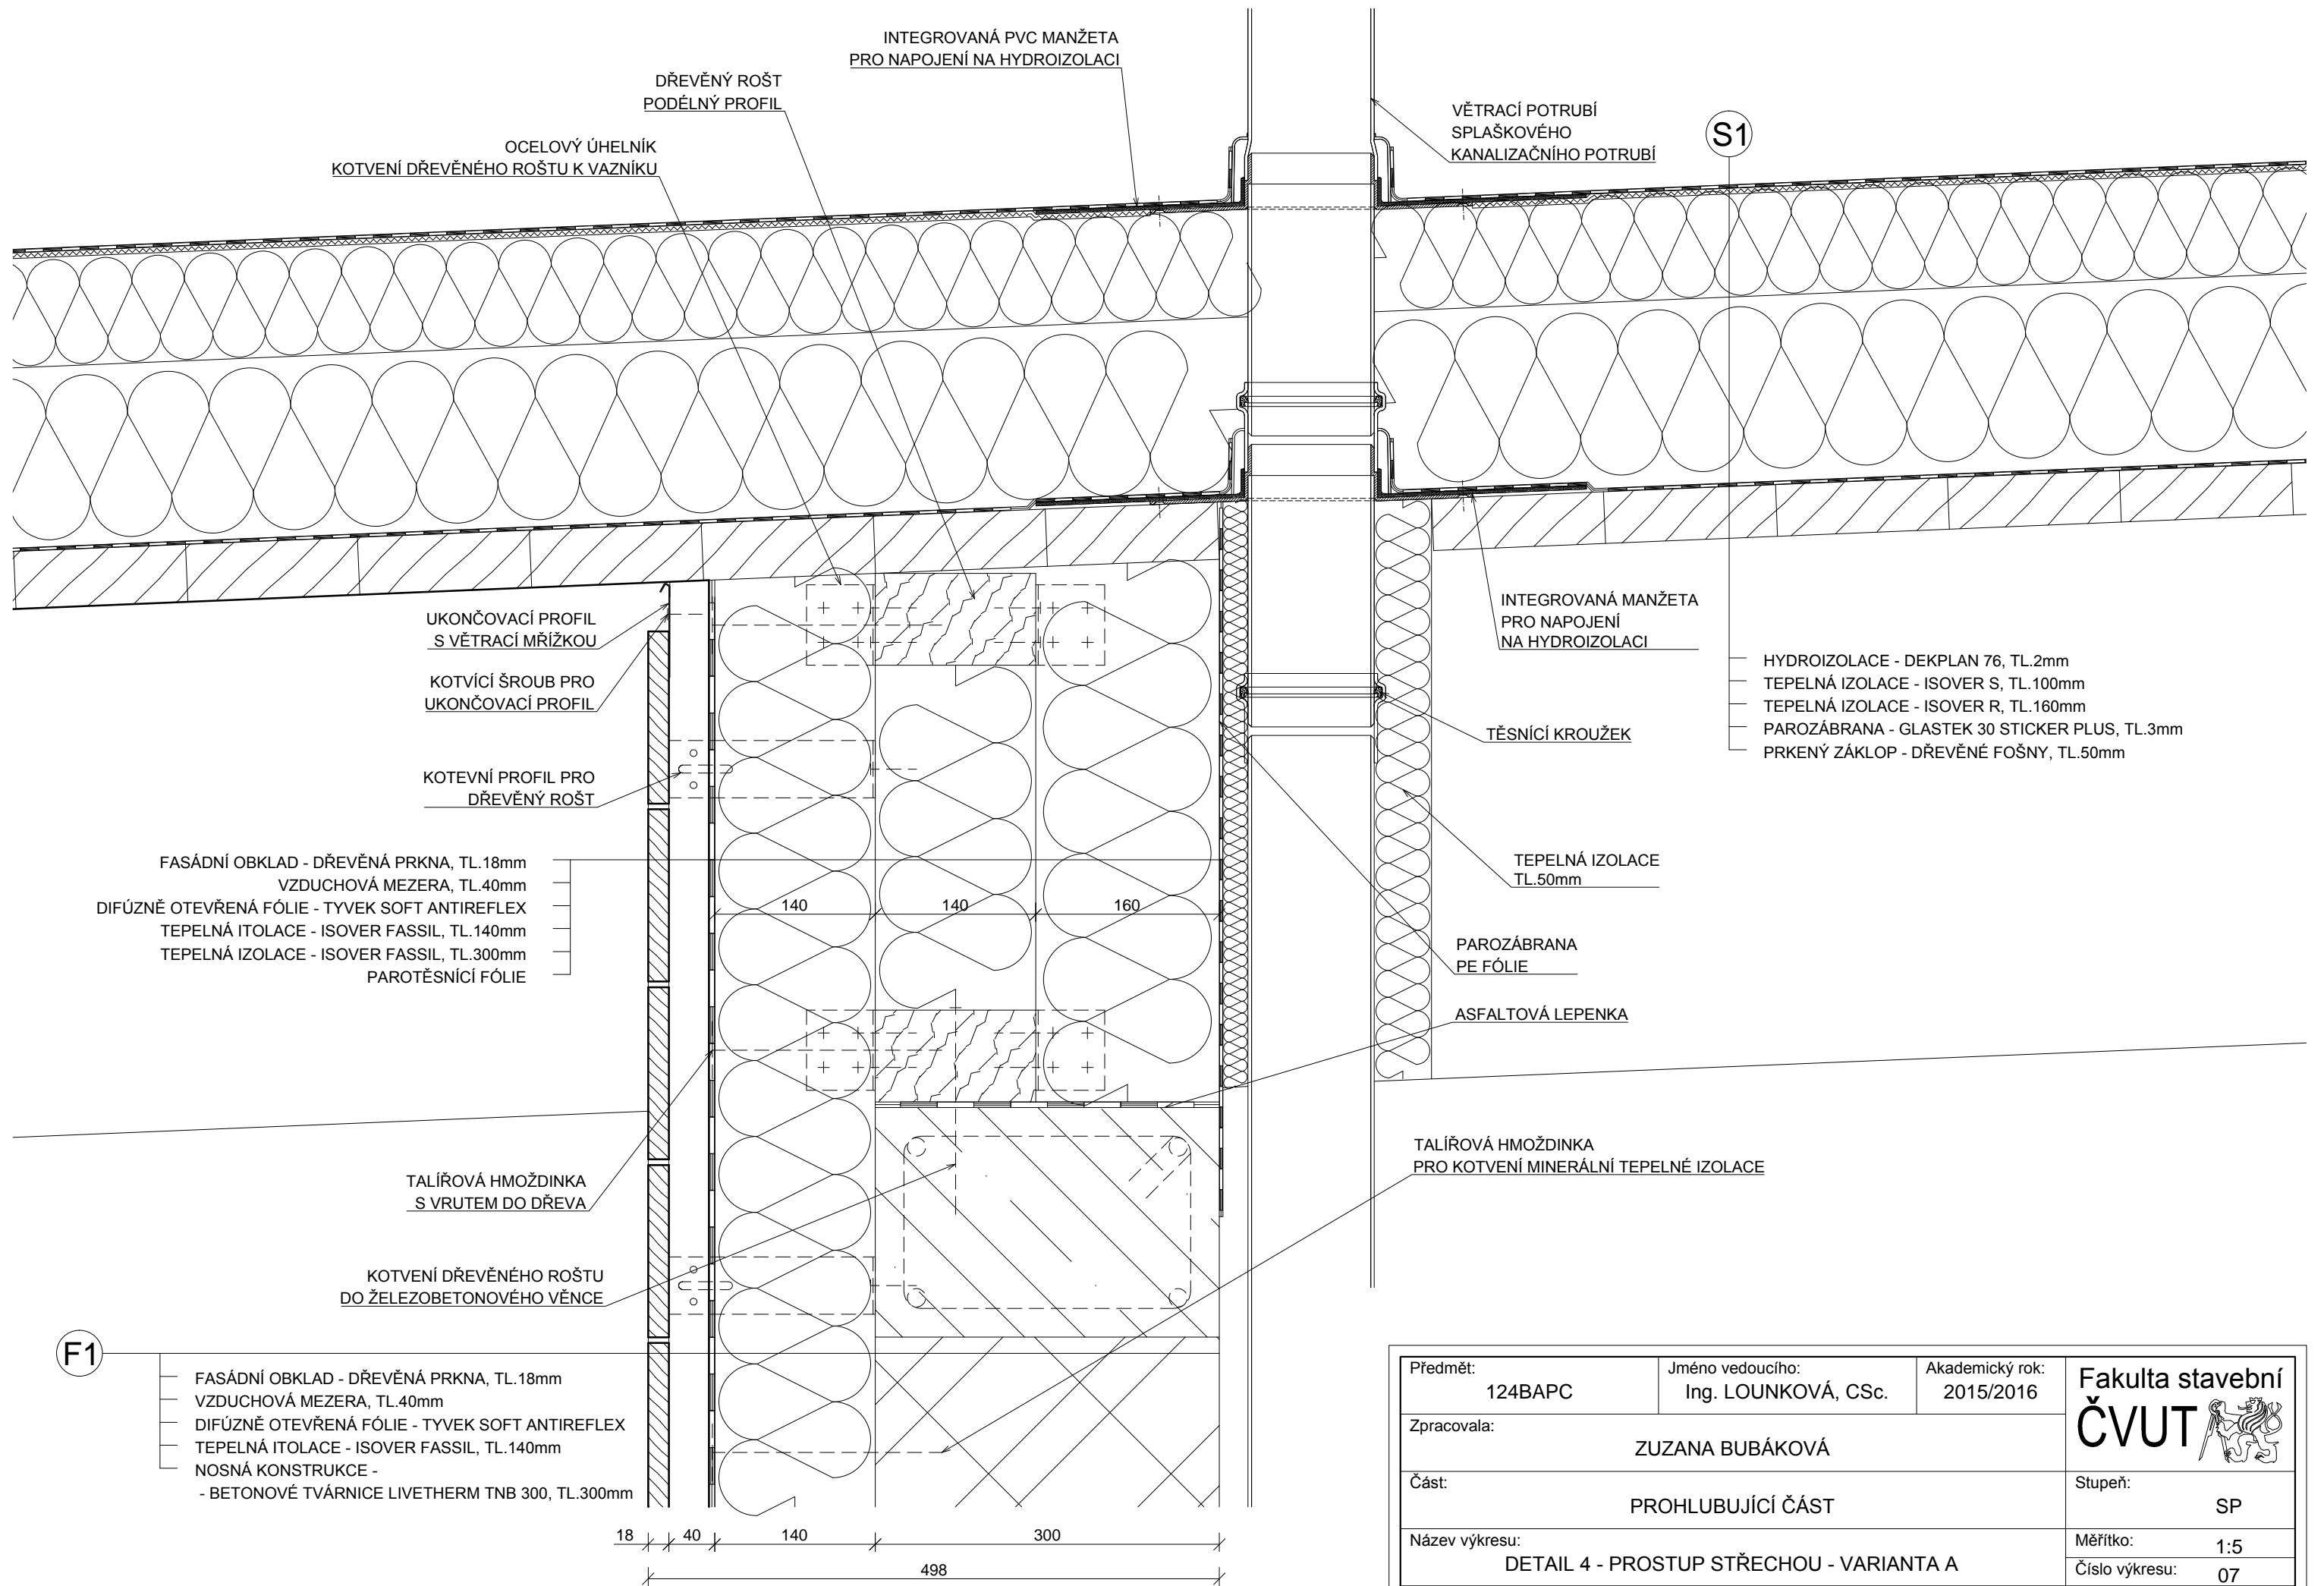 INTEGROVANÁ PVC MANŽETA
PRO NAPOJENÍ NA HYDROIZOLACI
DŘEVĚNÝ ROŠT
PODÉLNÝ PROFIL
OCELOVÝ ÚHELNÍK
KOTVENÍ DŘEVĚNÉHO ROŠTU K VAZNÍKU
VĚTRACÍ POTRUBÍ
SPLAŠKOVÉHO
KANALIZAČNÍHO POTRUBÍ
S1
HYDROIZOLACE - DEKPLAN 76, TL.2mm
TEPELNÁ IZOLACE - ISOVER S, TL.100mm
TEPELNÁ IZOLACE - ISOVER R, TL.160mm
PAROZÁBRANA - GLASTEK 30 STICKER PLUS, TL.3mm
PRKENÝ ZÁKLOP - DŘEVĚNÉ FOŠNY, TL.50mm
UKONČOVACÍ PROFIL
S VĚTRACÍ MŘÍŽKOU
KOTVÍCÍ ŠROUB PRO
UKONČOVACÍ PROFIL
KOTEVNÍ PROFIL PRO
DŘEVĚNÝ ROŠT
INTEGROVANÁ MANŽETA
PRO NAPOJENÍ
NA HYDROIZOLACI
TĚSNÍCÍ KROUŽEK
FASÁDNÍ OBKLAD - DŘEVĚNÁ PRKNA, TL.18mm
VZDUCHOVÁ MEZERA, TL.40mm
DIFÚZNĚ OTEVŘENÁ FÓLIE - TYVEK SOFT ANTIREFLEX
TEPELNÁ ITOLACE - ISOVER FASSIL, TL.140mm
TEPELNÁ IZOLACE - ISOVER FASSIL, TL.300mm
PAROTĚSNÍCÍ FÓLIE
140 140 160
TEPELNÁ IZOLACE
TL.50mm
PAROZÁBRANA
PE FÓLIE
ASFALTOVÁ LEPENKA
TALÍŘOVÁ HMOŽDINKA
PRO KOTVENÍ MINERÁLNÍ TEPELNÉ IZOLACE
TALÍŘOVÁ HMOŽDINKA
S VRUTEM DO DŘEVA
KOTVENÍ DŘEVĚNÉHO ROŠTU
DO ŽELEZOBETONOVÉHO VĚNCE
F1
FASÁDNÍ OBKLAD - DŘEVĚNÁ PRKNA, TL.18mm
VZDUCHOVÁ MEZERA, TL.40mm
DIFÚZNĚ OTEVŘENÁ FÓLIE - TYVEK SOFT ANTIREFLEX
TEPELNÁ ITOLACE - ISOVER FASSIL, TL.140mm
NOSNÁ KONSTRUKCE -
- BETONOVÉ TVÁRNICE LIVETHERM TNB 300, TL.300mm
18 40 140 300
498
Předmět:
124BAPC
Jméno vedoucího:
Ing. LOUNKOVÁ, CSc.
Akademický rok:
2015/2016
Fakulta stavební
ČVUT
Zpracovala:
ZUZANA BUBÁKOVÁ
Část:
PROHLUBUJÍCÍ ČÁST
Stupeň:
SP
Název výkresu:
DETAIL 4 - PROSTUP STŘECHOU - VARIANTA A
Měřítko:
1:5
Číslo výkresu:
07